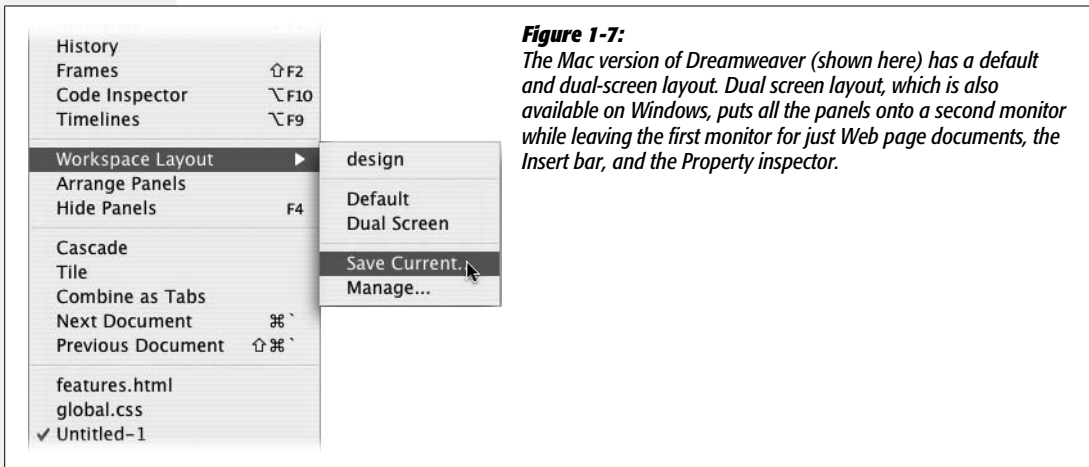 History
Frames ⇧F2
Code Inspector ⌥F10
Timelines ⌥F9
Workspace Layout ▶
Arrange Panels
Hide Panels F4
Cascade
Tile
Combine as Tabs
Next Document ⌘`
Previous Document ⇧⌘`
features.html
global.css
✓ Untitled-1
design
Default
Dual Screen
Save Current..
Manage...
Figure 1-7:
The Mac version of Dreamweaver (shown here) has a default
and dual-screen layout. Dual screen layout, which is also
available on Windows, puts all the panels onto a second monitor
while leaving the first monitor for just Web page documents, the
Insert bar, and the Property inspector.